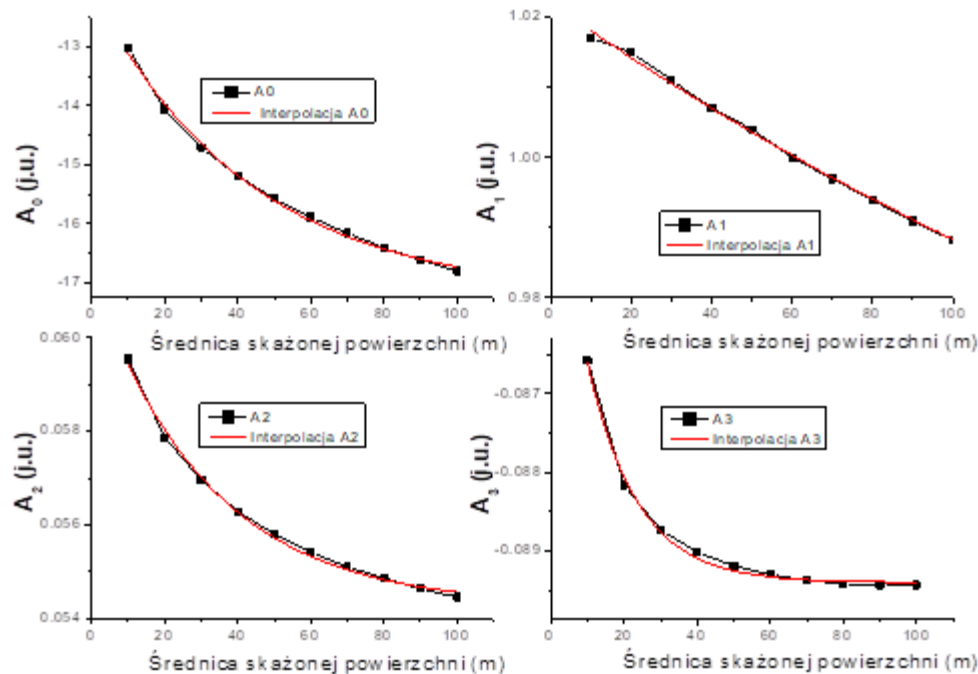 A₀ (j.u.)
-13
-14
-15
-16
-17
A0
Interpolacja A0
0 20 40 60 80 100
Średnica skażonej powierzchni (m)
A₁ (j.u.)
1.02
1.00
0.98
A1
Interpolacja A1
0 20 40 60 80 100
Średnica skażonej powierzchni (m)
A₂ (j.u.)
0.060
0.058
0.056
0.054
A2
Interpolacja A2
0 20 40 60 80 100
Średnica skażonej powierzchni (m)
A₃ (j.u.)
-0.087
-0.088
-0.089
A3
Interpolacja A3
0 20 40 60 80 100
Średnica skażonej powierzchni (m)